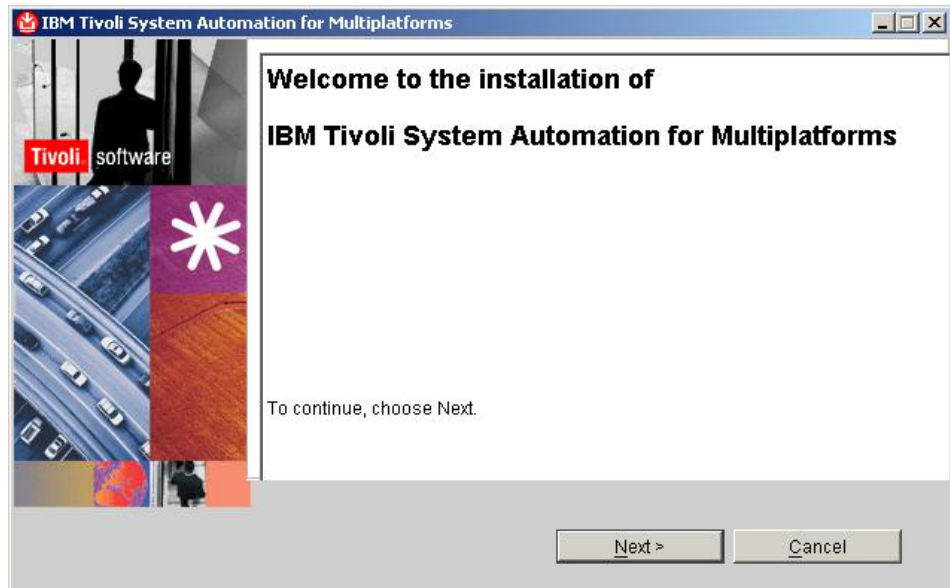 IBM Tivoli System Automation for Multiplatforms
Welcome to the installation of
IBM Tivoli System Automation for Multiplatforms
Tivoli. software
To continue, choose Next.
Next >
Cancel